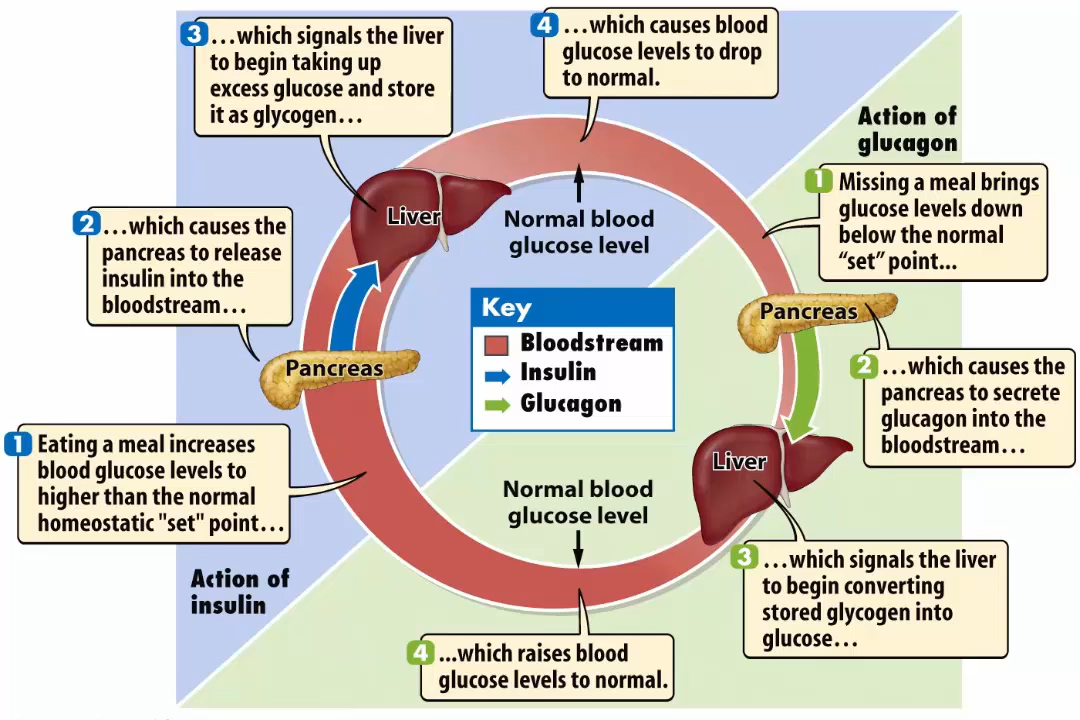 3 ...which signals the liver
to begin taking up
excess glucose and store
it as glycogen...
4 ...which causes blood
glucose levels to drop
to normal.
Action of
glucagon
1 Missing a meal brings
glucose levels down
below the normal
“set” point...
Liver
Normal blood
glucose level
2 ...which causes the
pancreas to release
insulin into the
bloodstream...
Pancreas
Key
Bloodstream
Insulin
Glucagon
Pancreas
2 ...which causes the
pancreas to secrete
glucagon into the
bloodstream...
1 Eating a meal increases
blood glucose levels to
higher than the normal
homeostatic "set" point...
Liver
Normal blood
glucose level
Action of
insulin
3 ...which signals the liver
to begin converting
stored glycogen into
glucose...
4 ...which raises blood
glucose levels to normal.